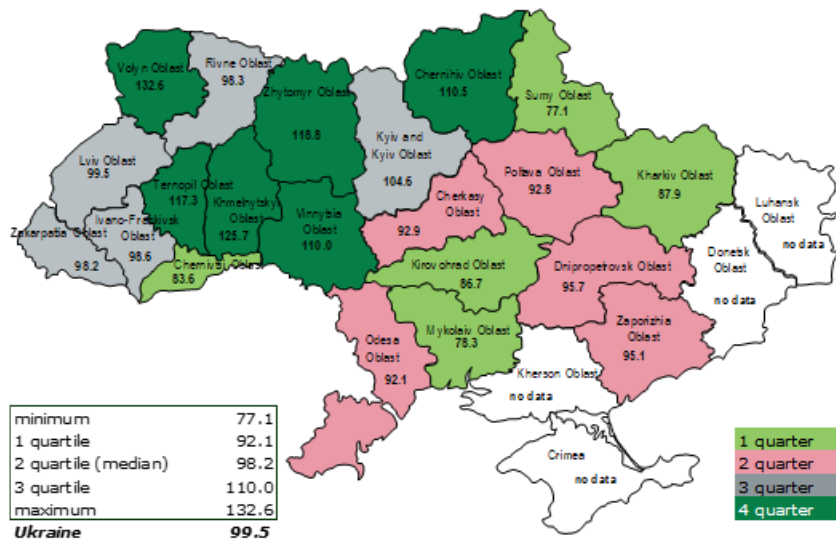 Volyn Oblast
132.6
Rivne Oblast
98.3
Zhytomyr Oblast
118.8
Chernihiv Oblast
110.5
Sumy Oblast
77.1
Kyiv and
Kyiv Oblast
104.6
Lviv Oblast
99.5
Ternopil Oblast
117.3
Khmelnytsky
Oblast
125.7
Vinnytsia
Oblast
110.0
Cherkasy
Oblast
92.9
Poltava Oblast
92.8
Kharkiv Oblast
87.9
Luhansk
Oblast
no data
Zakarpattia Oblast
98.2
Ivano-Frankivsk
Oblast
98.6
Chernivtsi Oblast
83.6
Kirovohrad Oblast
86.7
Dnipropetrovsk Oblast
95.7
Donetsk
Oblast
no data
Odesa
Oblast
92.1
Mykolaiv Oblast
78.3
Zaporizhia
Oblast
95.1
Kherson Oblast
no data
Crimea
no data
minimum 77.1
1 quartile 92.1
2 quartile (median) 98.2
3 quartile 110.0
maximum 132.6
Ukraine 99.5
1 quarter
2 quarter
3 quarter
4 quarter